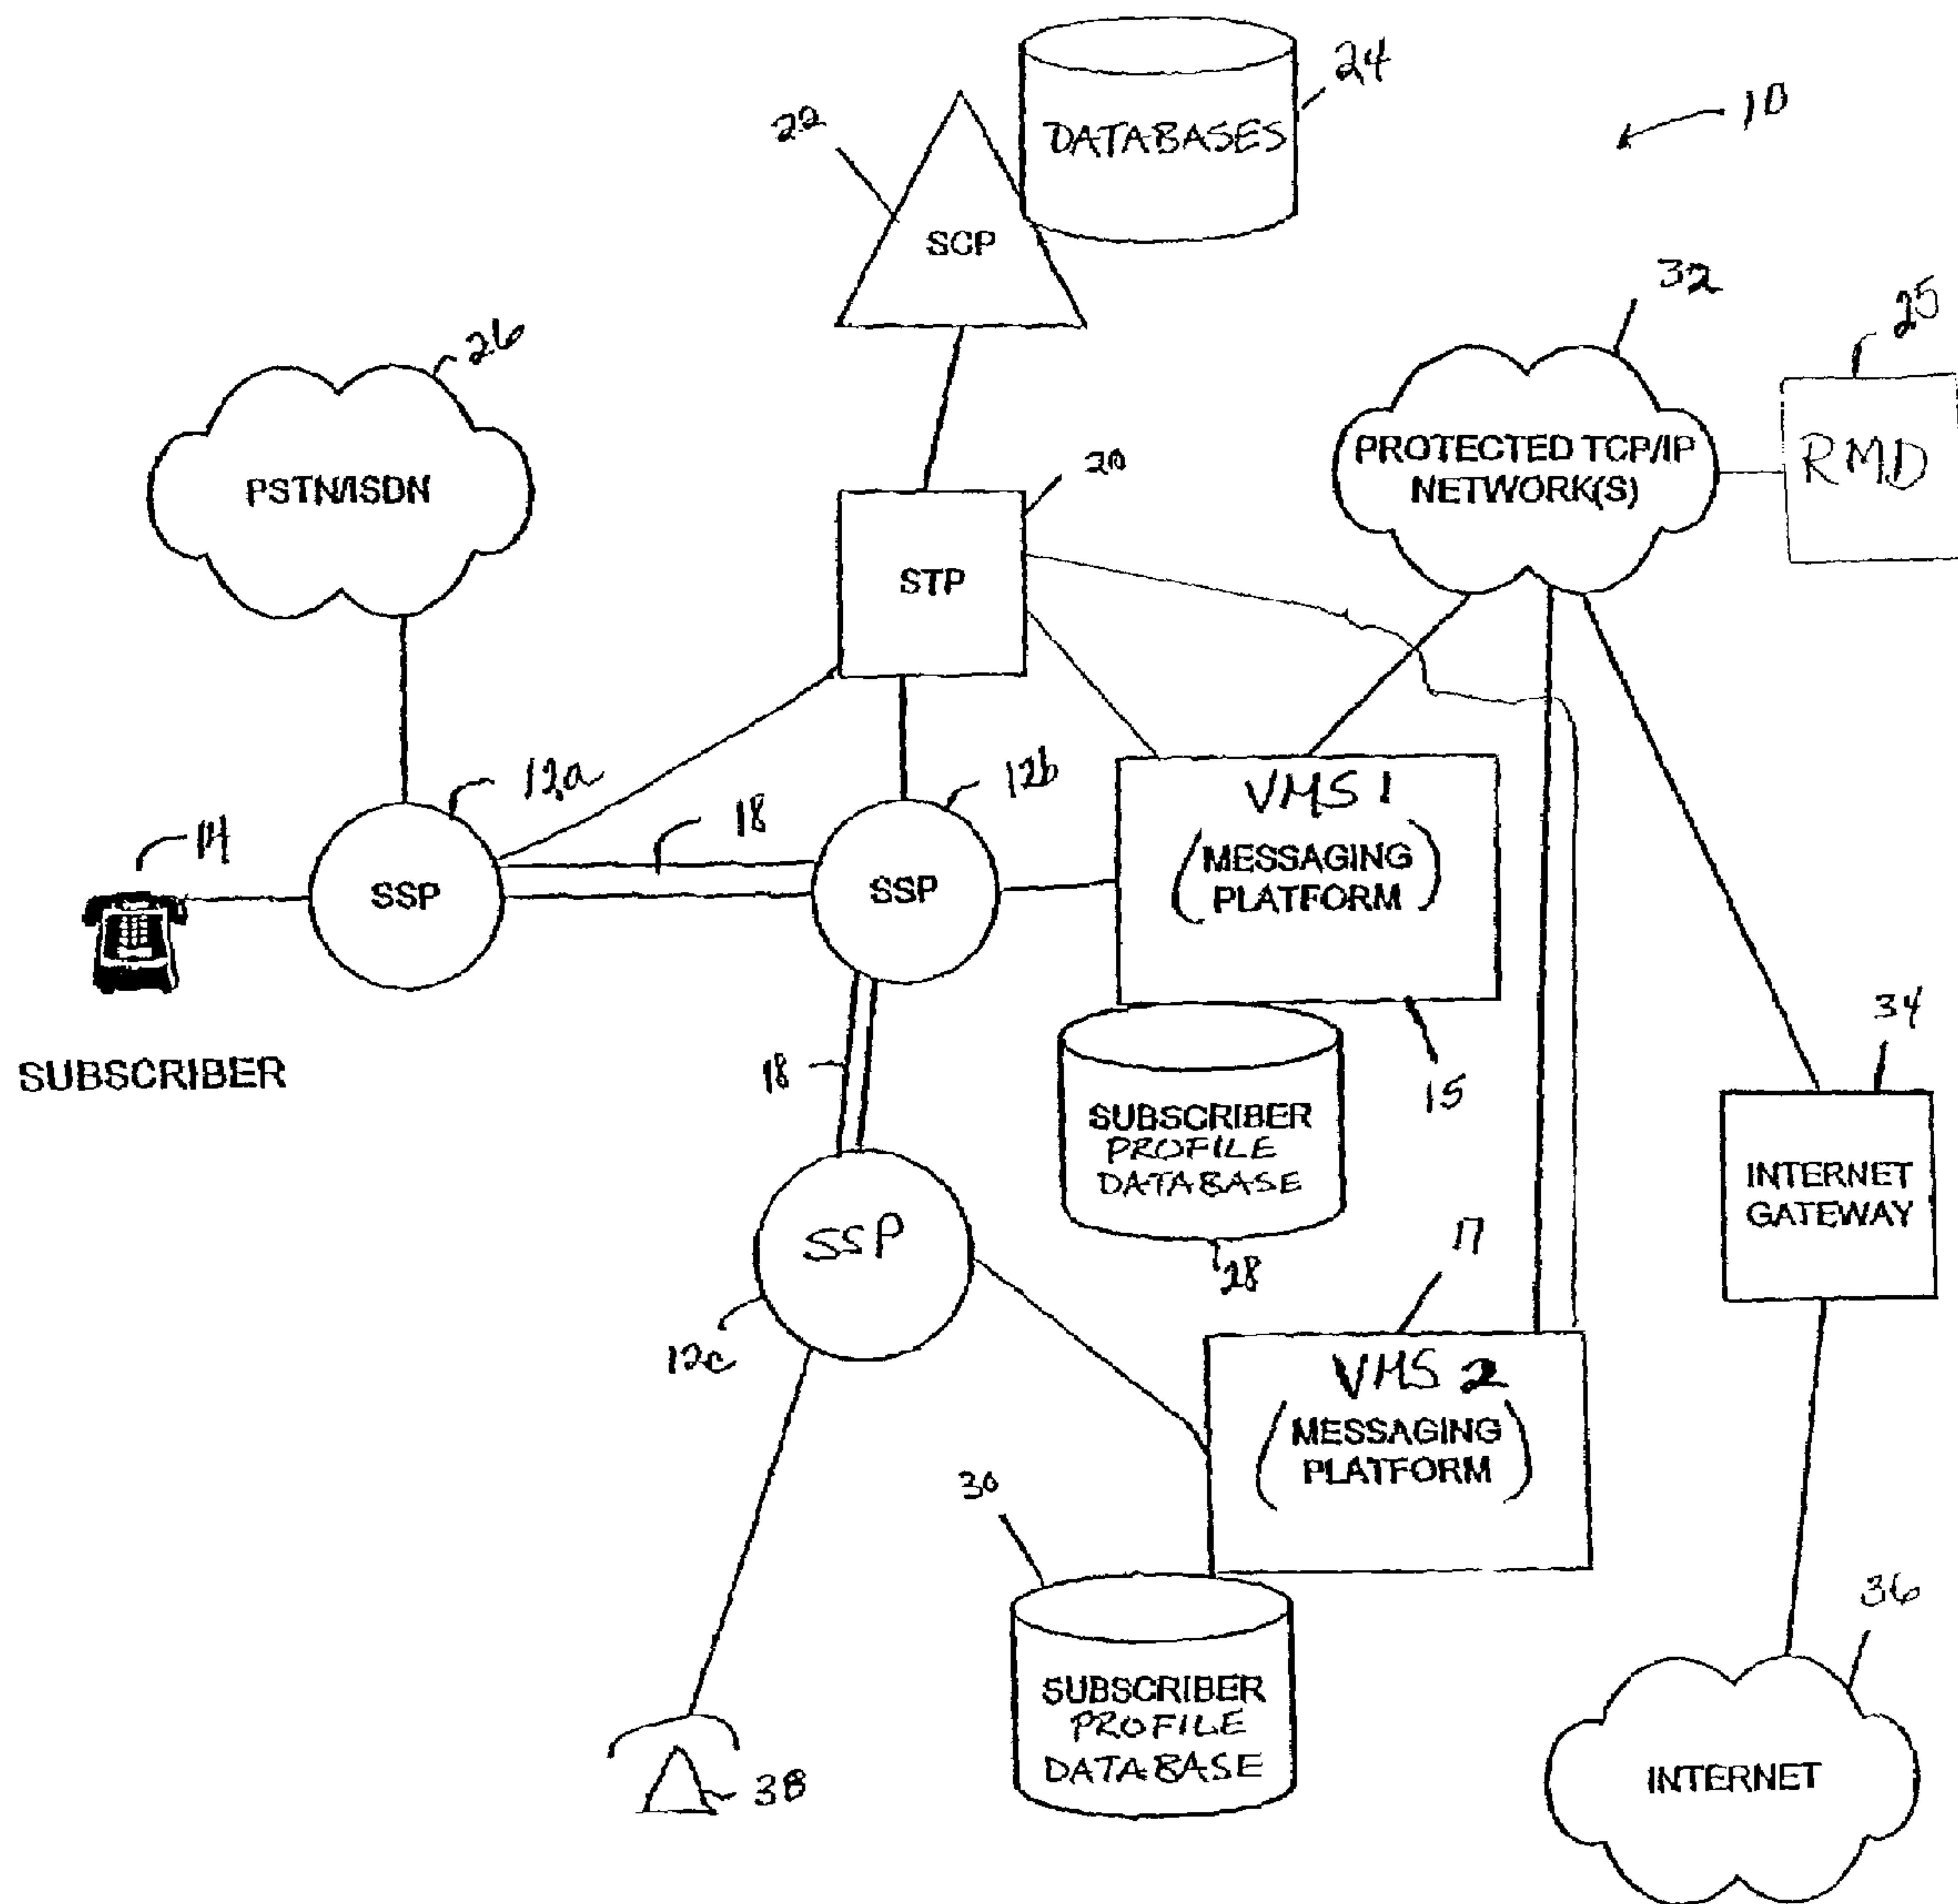 24
10
DATABASES
22
SCP
32
25
26
PROTECTED TCP/IP
NETWORK(S)
RMD
PSTN/ISDN
20
STP
12a
12b
VMS 1
18
14
(MESSAGING
PLATFORM)
SSP
SSP
34
SUBSCRIBER
18
15
SUBSCRIBER
PROFILE
DATABASE
INTERNET
GATEWAY
SSP
17
28
12c
VMS 2
(MESSAGING
PLATFORM)
30
36
SUBSCRIBER
PROFILE
DATABASE
INTERNET
38